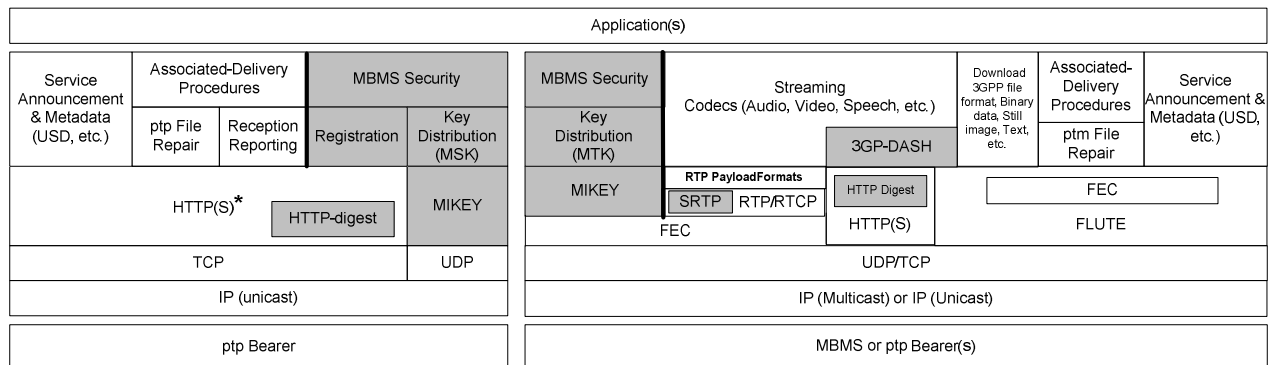 Application(s)
Service
Announcement
& Metadata
(USD, etc.)
Associated-Delivery
Procedures
ptp File
Repair
Reception
Reporting
MBMS Security
Registration
Key
Distribution
(MSK)
HTTP(S)*
HTTP-digest
MIKEY
TCP
UDP
IP (unicast)
ptp Bearer
MBMS Security
Key
Distribution
(MTK)
MIKEY
Streaming
Codecs (Audio, Video, Speech, etc.)
3GP-DASH
RTP PayloadFormats
SRTP
RTP/RTCP
FEC
HTTP Digest
HTTP(S)
Download
3GPP file
format, Binary
data, Still
image, Text,
etc.
Associated-
Delivery
Procedures
ptm File
Repair
Service
Announcement &
Metadata (USD,
etc.)
FEC
FLUTE
UDP/TCP
IP (Multicast) or IP (Unicast)
MBMS or ptp Bearer(s)